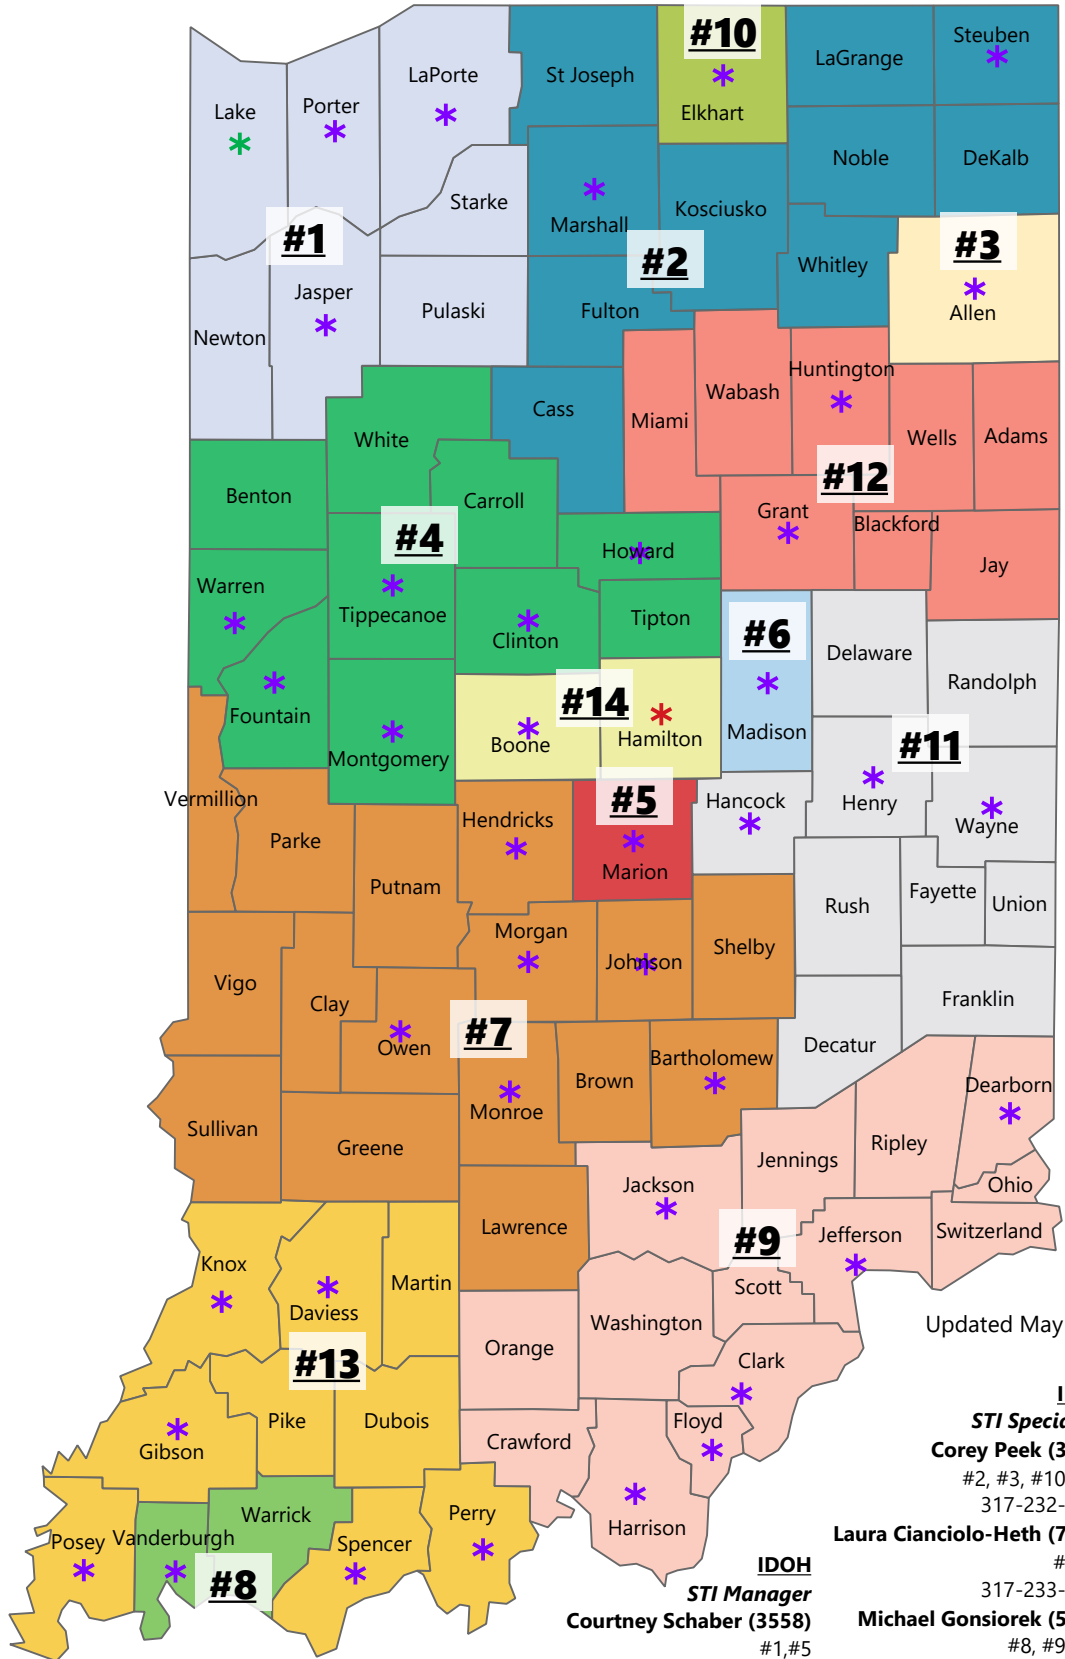 #10
Steuben
LaPorte
St Joseph
LaGrange
Lake
Porter
Elkhart
Noble
DeKalb
Starke
Kosciusko
Marshall
#1
#2
#3
Whitley
Jasper
Pulaski
Fulton
Allen
Newton
Huntington
Wabash
Cass
Miami
White
Wells
Adams
#12
Benton
Carroll
Grant
Blackford
#4
Howard
Jay
Warren
Tippecanoe
Clinton
Tipton
#6
Delaware
Randolph
#14
Fountain
Boone
Hamilton
Madison
#11
Montgomery
Vermillion
Hendricks
#5
Hancock
Henry
Wayne
Parke
Marion
Putnam
Rush
Fayette
Union
Morgan
Johnson
Shelby
Vigo
Clay
Franklin
#7
Owen
Decatur
Bartholomew
Brown
Dearborn
Monroe
Sullivan
Greene
Jennings
Ripley
Jackson
Ohio
Lawrence
#9
Jefferson
Switzerland
Knox
Martin
Scott
Daviess
Washington
Updated May
Orange
#13
Clark
Pike
Dubois
Floyd
Gibson
Crawford
Warrick
Perry
Harrison
Posey
Vanderburgh
Spencer
#8
IDOH
STI Manager
Courtney Schaber (3558)
#1,#5
I
STI Specia
Corey Peek (3
#2, #3, #10
317-232-
Laura Cianciolo-Heth (7
#
317-233-
Michael Gonsiorek (5
#8, #9